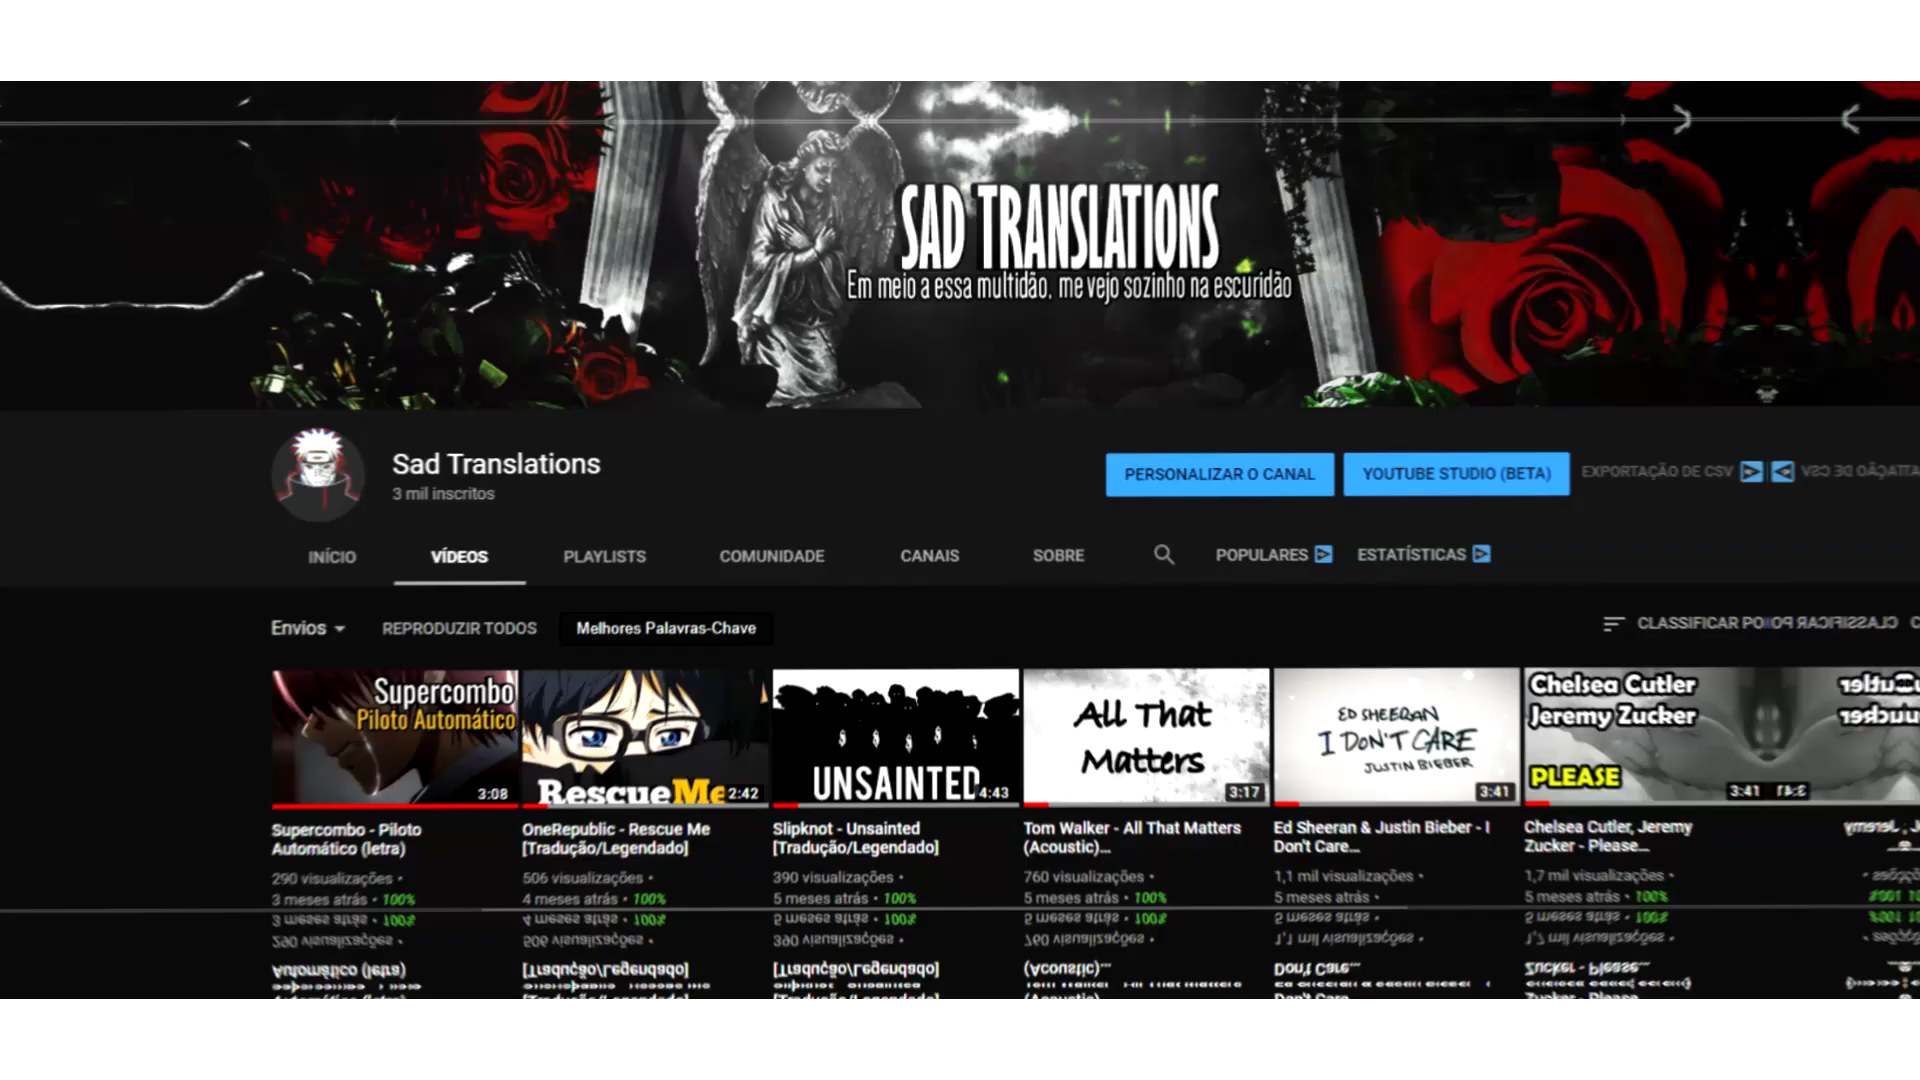 SAD TRANSLATIONS
Em meio a essa multidão, me vejo sozinho na escuridão
Sad Translations
3 mil inscritos
PERSONALIZAR O CANAL
YOUTUBE STUDIO (BETA)
EXPORTAÇÃO DE CSV
INÍCIO
VÍDEOS
PLAYLISTS
COMUNIDADE
CANAIS
SOBRE
POPULARES
ESTATÍSTICAS
Envios
REPRODUZIR TODOS
Melhores Palavras-Chave
CLASSIFICAR PO
Supercombo
Piloto Automático
3:08
RescueMe
2:42
UNSAINTED
4:43
All That
Matters
3:17
ED SHEERAN
I DON'T CARE
JUSTIN BIEBER
3:41
Chelsea Cutler
Jeremy Zucker
PLEASE
3:41
Supercombo - Piloto
Automático (letra)
290 visualizações •
3 meses atrás • 100%
OneRepublic - Rescue Me
[Tradução/Legendado]
506 visualizações •
4 meses atrás • 100%
Slipknot - Unsainted
[Tradução/Legendado]
390 visualizações •
5 meses atrás • 100%
Tom Walker - All That Matters
(Acoustic)...
760 visualizações •
5 meses atrás • 100%
Ed Sheeran & Justin Bieber - I
Don't Care...
1,1 mil visualizações •
5 meses atrás •
Chelsea Cutler, Jeremy
Zucker - Please...
1,7 mil visualizações •
5 meses atrás • 100%